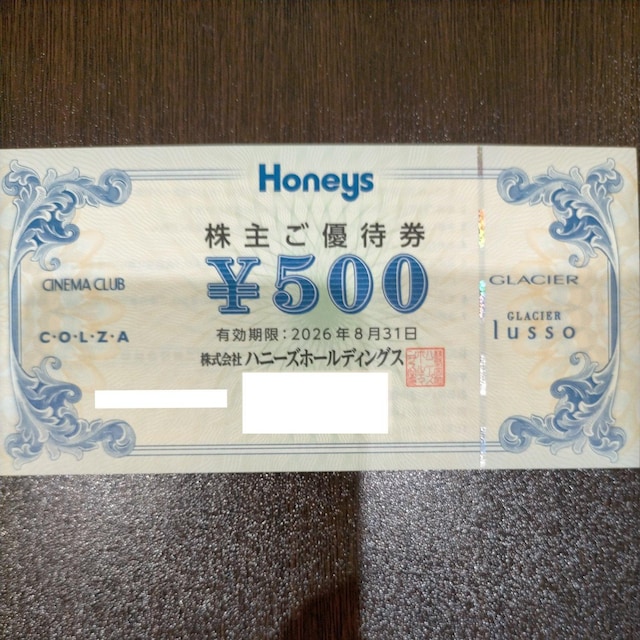 Honeys
株主ご優待券
¥500
CINEMA CLUB
GLACIER
C·O·L·Z·A
GLACIER
lusso
有効期限:2026年8月31日
株式会社 ハニーズホールディングス